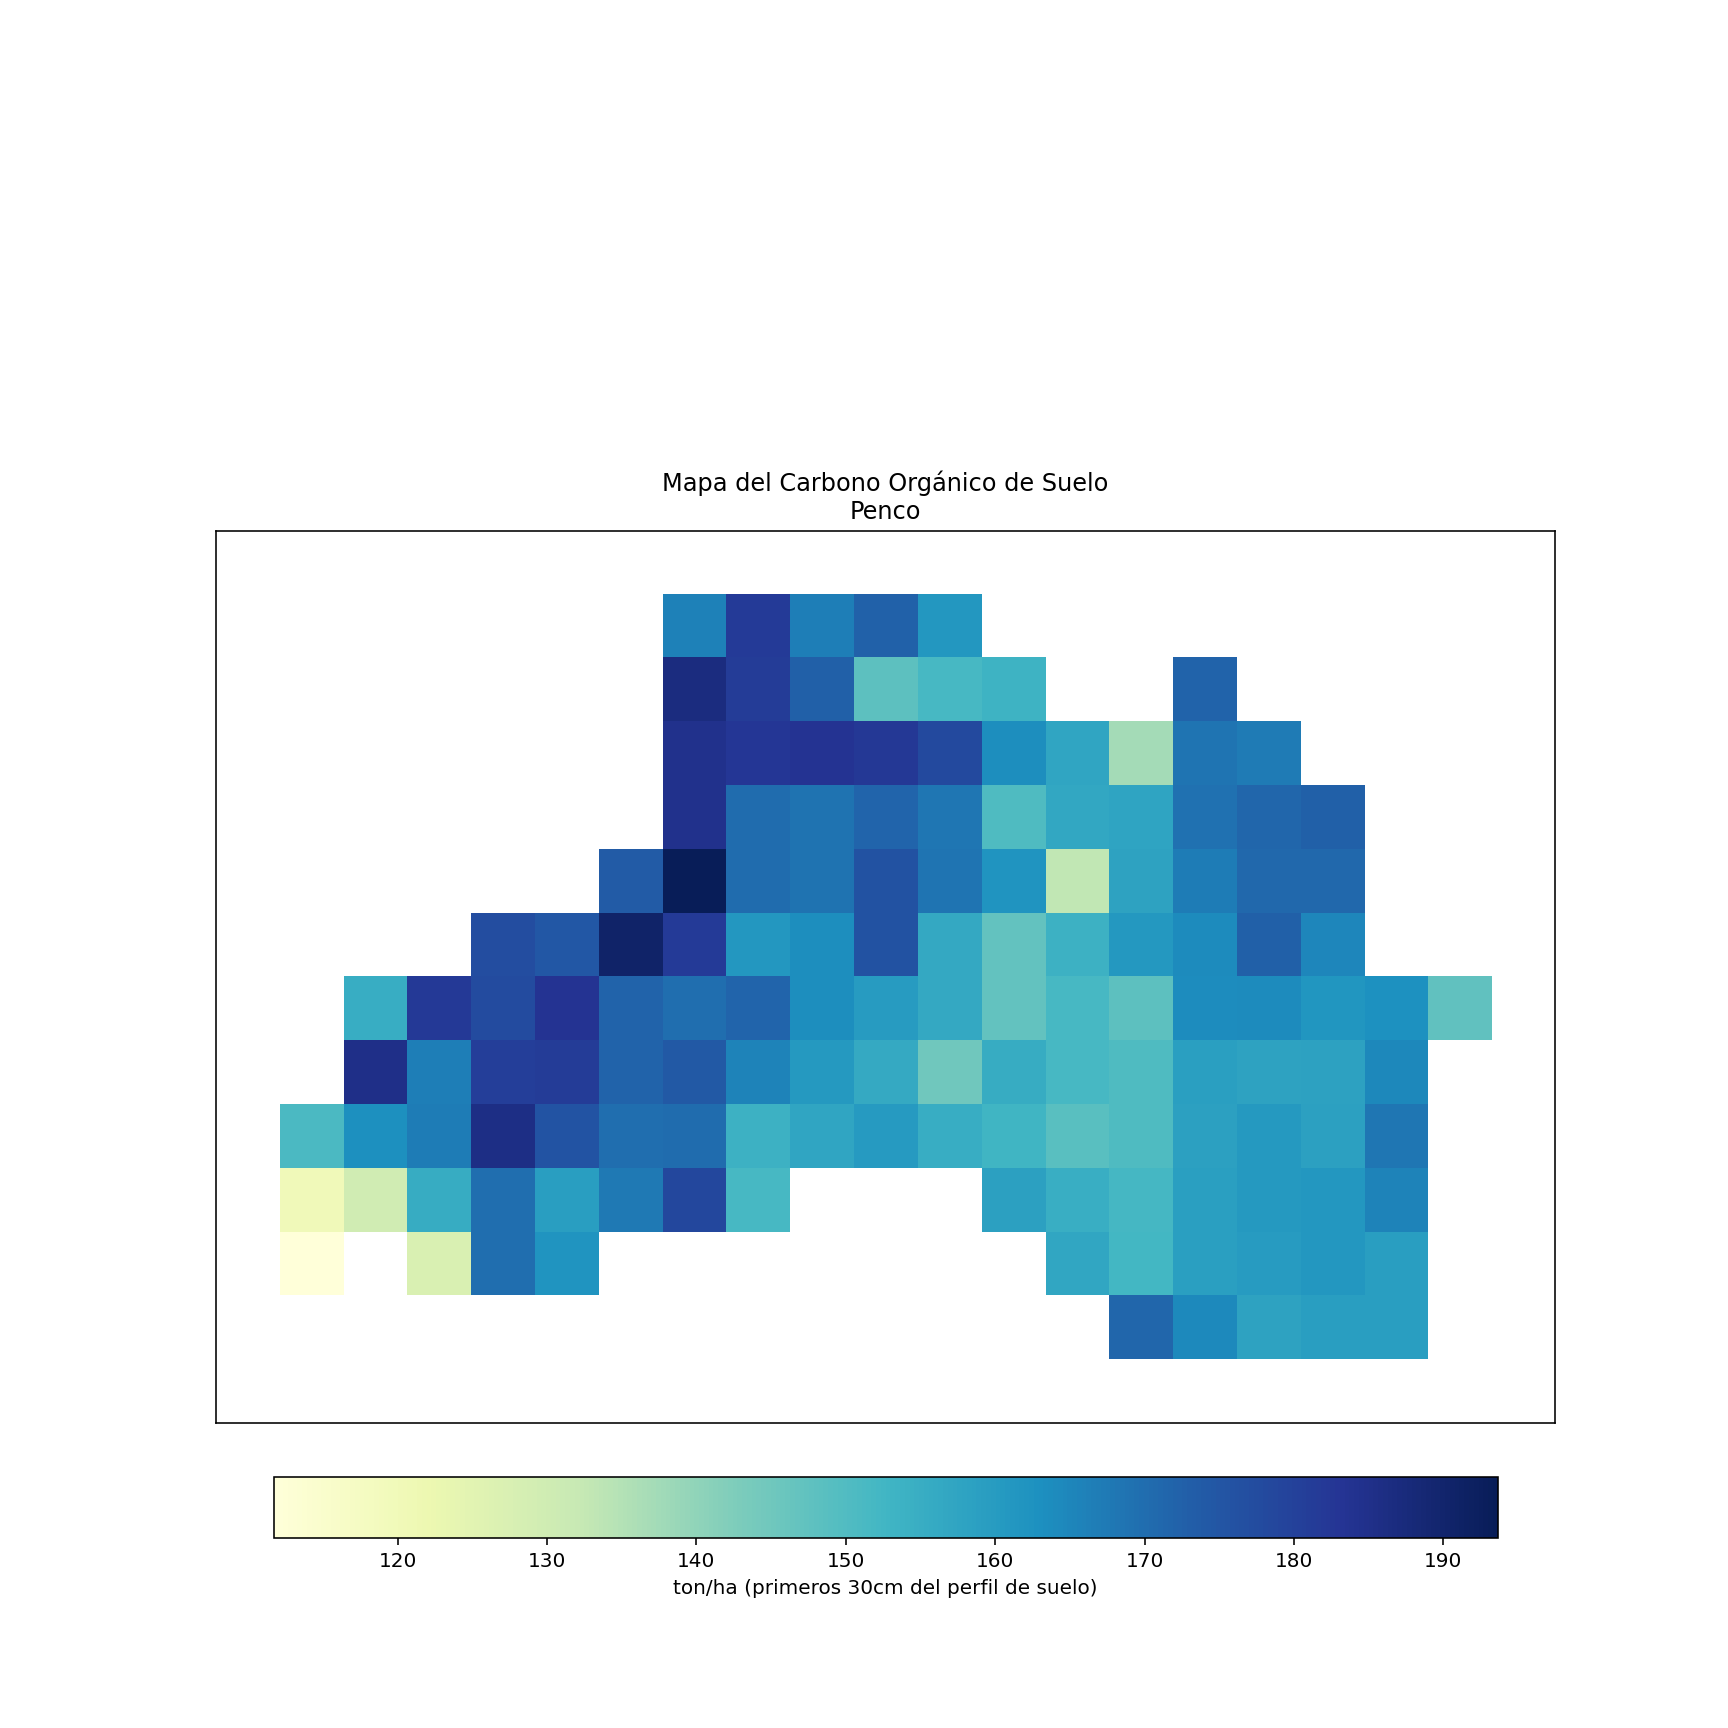 Mapa del Carbono Orgánico de Suelo
Penco
120 130 140 150 160 170 180 190
ton/ha (primeros 30cm del perfil de suelo)